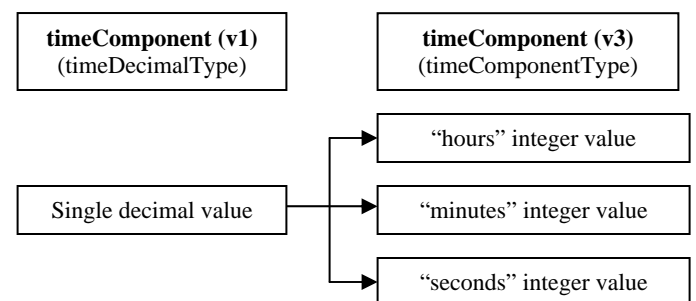 timeComponent (v1)
(timeDecimalType)
timeComponent (v3)
(timeComponentType)
“hours” integer value
Single decimal value
“minutes” integer value
“seconds” integer value